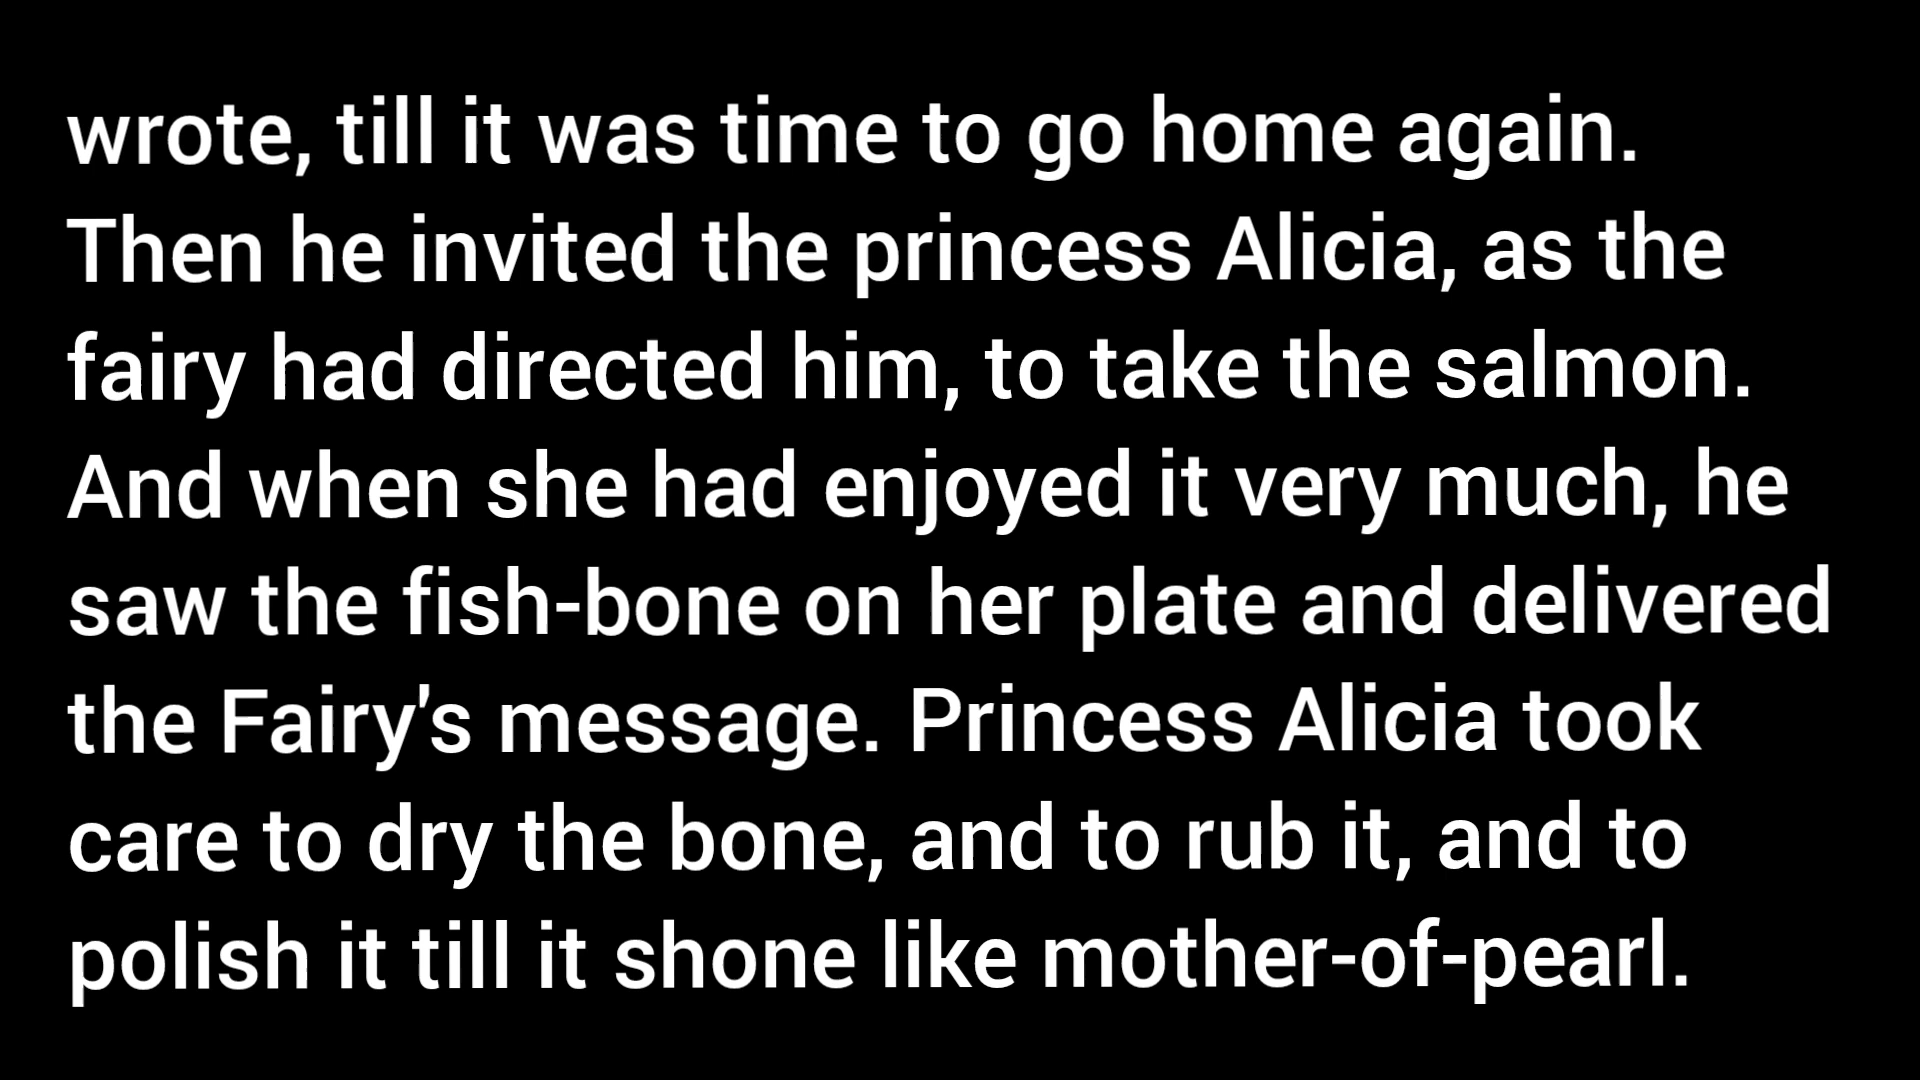 wrote, till it was time to go home again.
Then he invited the princess Alicia, as the
fairy had directed him, to take the salmon.
And when she had enjoyed it very much, he
saw the fish-bone on her plate and delivered
the Fairy's message. Princess Alicia took
care to dry the bone, and to rub it, and to
polish it till it shone like mother-of-pearl.